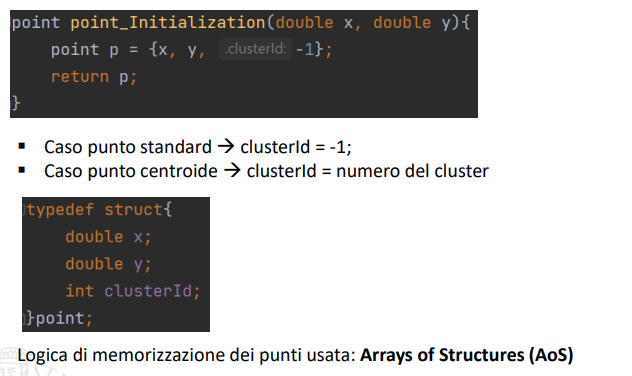 point point_Initialization(double x, double y){
point p = {x, y, .clusterId: -1};
return p;
}
▪ Caso punto standard → clusterId = -1;
▪ Caso punto centroide → clusterId = numero del cluster
typedef struct{
double x;
double y;
int clusterId;
}point;
Logica di memorizzazione dei punti usata: Arrays of Structures (AoS)